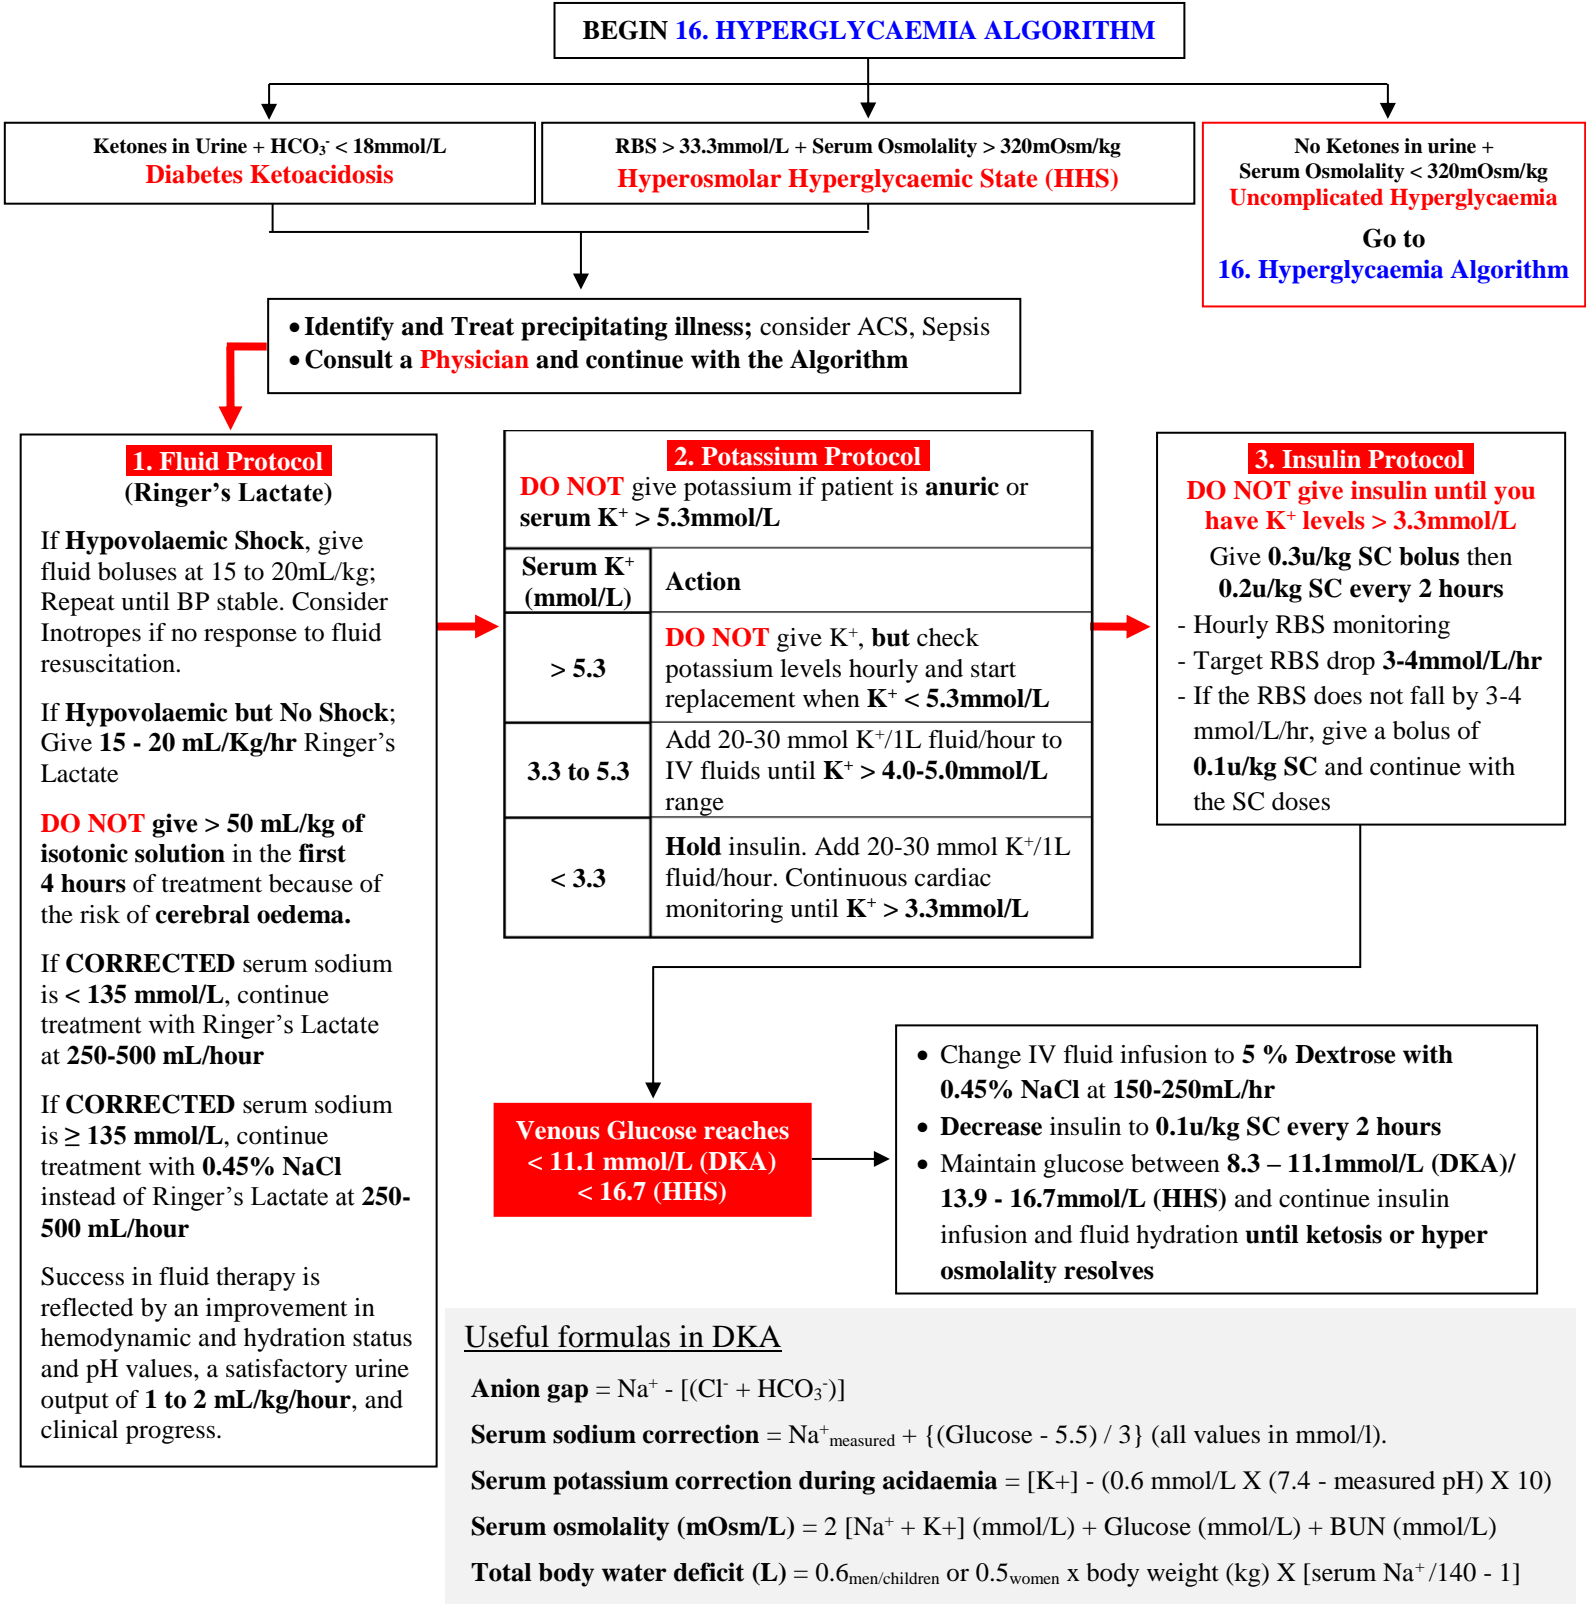 BEGIN 16. HYPERGLYCAEMIA ALGORITHM
Ketones in Urine + HCO₃⁻ < 18mmol/L
Diabetes Ketoacidosis
RBS > 33.3mmol/L + Serum Osmolality > 320mOsm/kg
Hyperosmolar Hyperglycaemic State (HHS)
No Ketones in urine +
Serum Osmolality < 320mOsm/kg
Uncomplicated Hyperglycaemia
Go to
16. Hyperglycaemia Algorithm
• Identify and Treat precipitating illness; consider ACS, Sepsis
• Consult a Physician and continue with the Algorithm
1. Fluid Protocol
(Ringer’s Lactate)
If Hypovolaemic Shock, give
fluid boluses at 15 to 20mL/kg;
Repeat until BP stable. Consider
Inotropes if no response to fluid
resuscitation.
If Hypovolaemic but No Shock;
Give 15 - 20 mL/Kg/hr Ringer’s
Lactate
DO NOT give > 50 mL/kg of
isotonic solution in the first
4 hours of treatment because of
the risk of cerebral oedema.
If CORRECTED serum sodium
is < 135 mmol/L, continue
treatment with Ringer’s Lactate
at 250-500 mL/hour
If CORRECTED serum sodium
is ≥ 135 mmol/L, continue
treatment with 0.45% NaCl
instead of Ringer’s Lactate at 250-
500 mL/hour
Success in fluid therapy is
reflected by an improvement in
hemodynamic and hydration status
and pH values, a satisfactory urine
output of 1 to 2 mL/kg/hour, and
clinical progress.
2. Potassium Protocol
DO NOT give potassium if patient is anuric or
serum K⁺ > 5.3mmol/L
Serum K⁺
(mmol/L)
Action
> 5.3
DO NOT give K⁺, but check
potassium levels hourly and start
replacement when K⁺ < 5.3mmol/L
3.3 to 5.3
Add 20-30 mmol K⁺/1L fluid/hour to
IV fluids until K⁺ > 4.0-5.0mmol/L
range
< 3.3
Hold insulin. Add 20-30 mmol K⁺/1L
fluid/hour. Continuous cardiac
monitoring until K⁺ > 3.3mmol/L
3. Insulin Protocol
DO NOT give insulin until you
have K⁺ levels > 3.3mmol/L
Give 0.3u/kg SC bolus then
0.2u/kg SC every 2 hours
- Hourly RBS monitoring
- Target RBS drop 3-4mmol/L/hr
- If the RBS does not fall by 3-4
mmol/L/hr, give a bolus of
0.1u/kg SC and continue with
the SC doses
Venous Glucose reaches
< 11.1 mmol/L (DKA)
< 16.7 (HHS)
• Change IV fluid infusion to 5 % Dextrose with
0.45% NaCl at 150-250mL/hr
• Decrease insulin to 0.1u/kg SC every 2 hours
• Maintain glucose between 8.3 – 11.1mmol/L (DKA)/
13.9 - 16.7mmol/L (HHS) and continue insulin
infusion and fluid hydration until ketosis or hyper
osmolality resolves
Useful formulas in DKA
Anion gap = Na⁺ - [(Cl⁻ + HCO₃⁻)]
Serum sodium correction = Na⁺measured + {(Glucose - 5.5) / 3} (all values in mmol/l).
Serum potassium correction during acidaemia = [K+] - (0.6 mmol/L X (7.4 - measured pH) X 10)
Serum osmolality (mOsm/L) = 2 [Na⁺ + K+] (mmol/L) + Glucose (mmol/L) + BUN (mmol/L)
Total body water deficit (L) = 0.6men/children or 0.5women x body weight (kg) X [serum Na⁺/140 - 1]